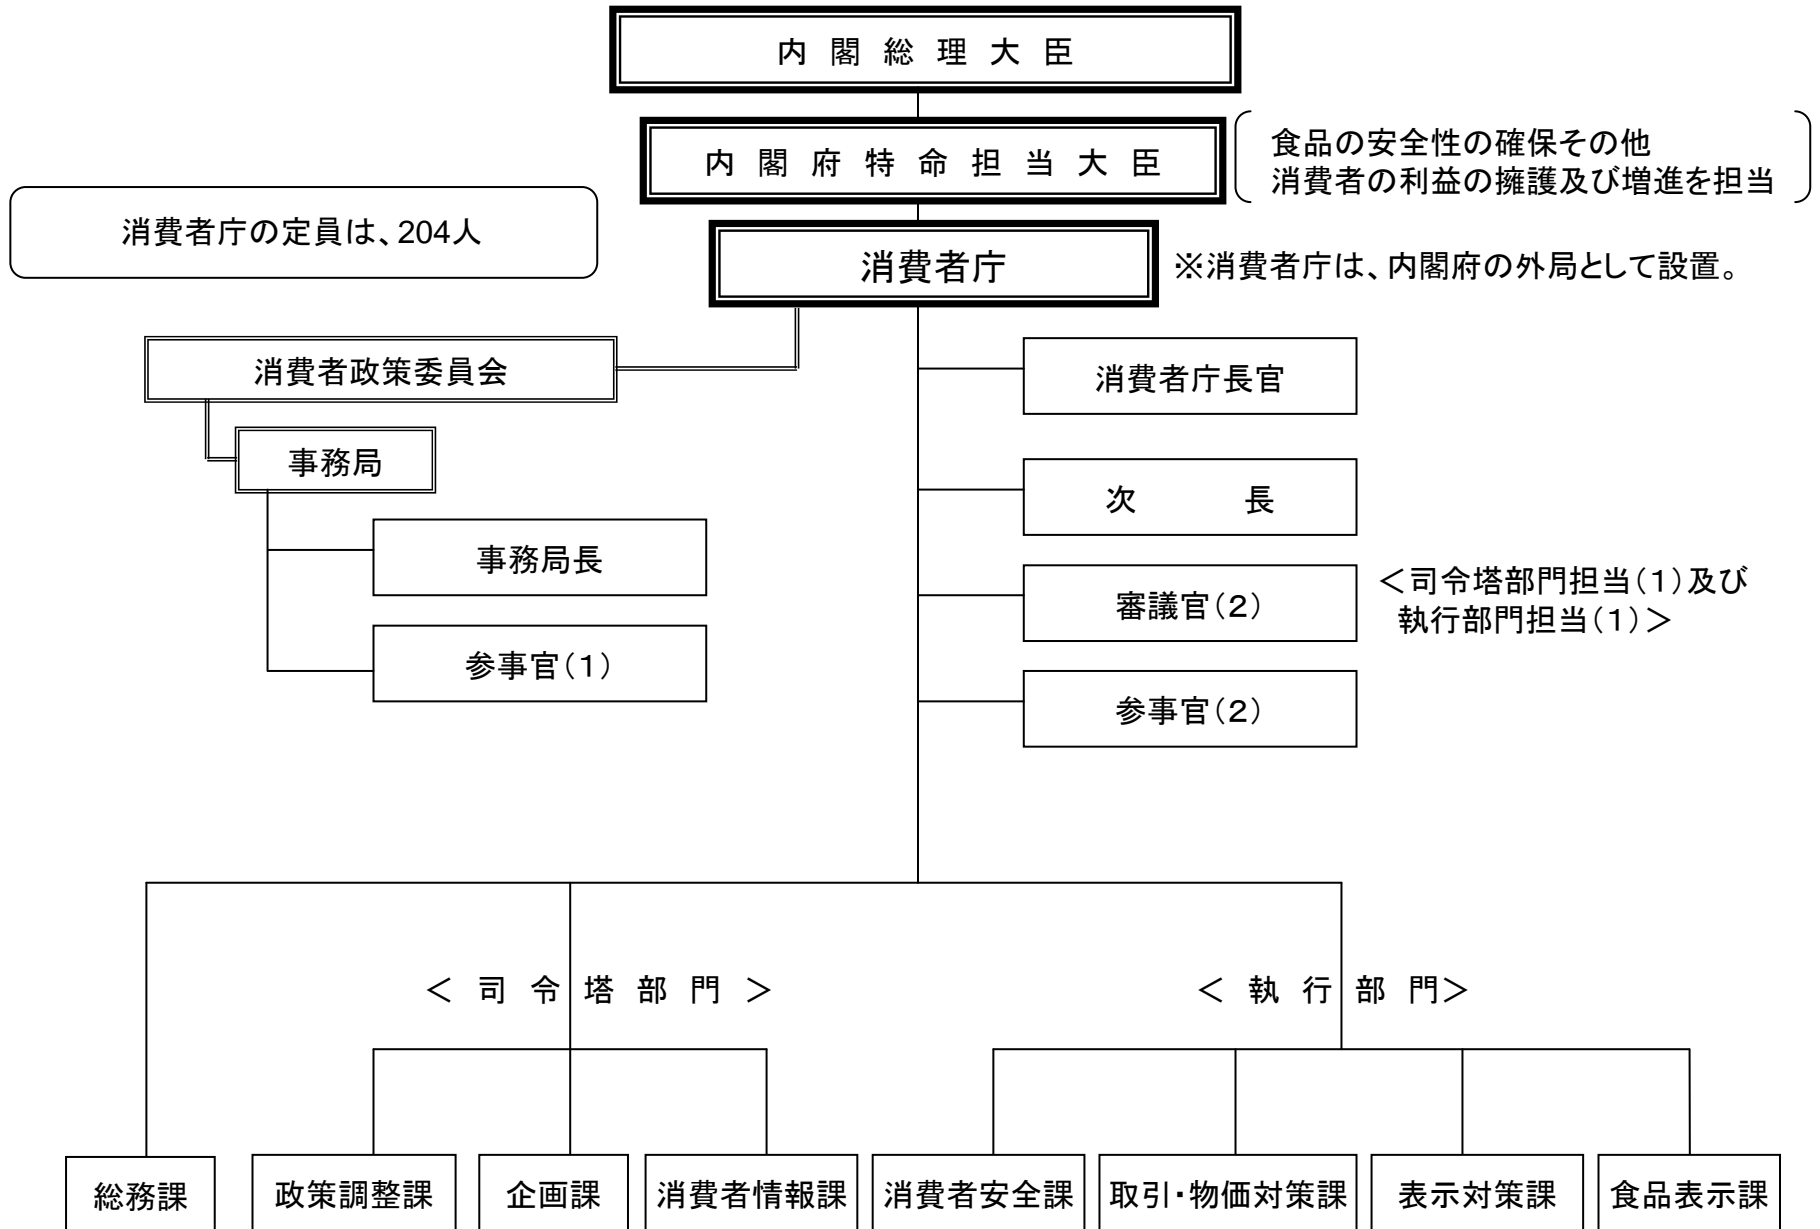 内閣総理大臣
内閣府特命担当大臣
食品の安全性の確保その他
消費者の利益の擁護及び増進を担当
消費者庁の定員は、204人
消費者庁
※消費者庁は、内閣府の外局として設置。
消費者政策委員会
事務局
事務局長
参事官(1)
消費者庁長官
次長
審議官(2)
<司令塔部門担当(1)及び
執行部門担当(1)>
参事官(2)
<司令塔部門>
<執行部門>
総務課
政策調整課
企画課
消費者情報課
消費者安全課
取引・物価対策課
表示対策課
食品表示課